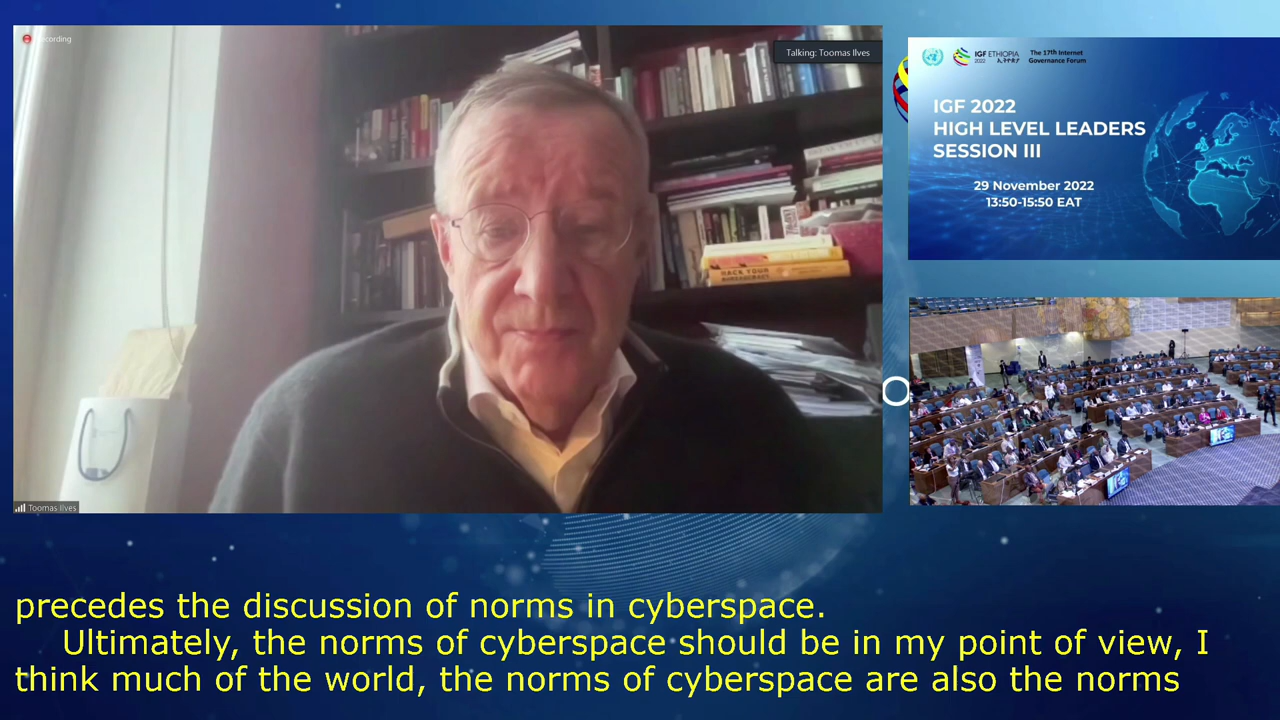 Recording
Talking: Toomas Ilves
HACK YOUR
BUREAUCRACY
Toomas Ilves
IGF ETHIOPIA
2022 ኢትዮጵያ
The 17th Internet
Governance Forum
IGF 2022
HIGH LEVEL LEADERS
SESSION III
29 November 2022
13:50-15:50 EAT
precedes the discussion of norms in cyberspace.
Ultimately, the norms of cyberspace should be in my point of view, I
think much of the world, the norms of cyberspace are also the norms